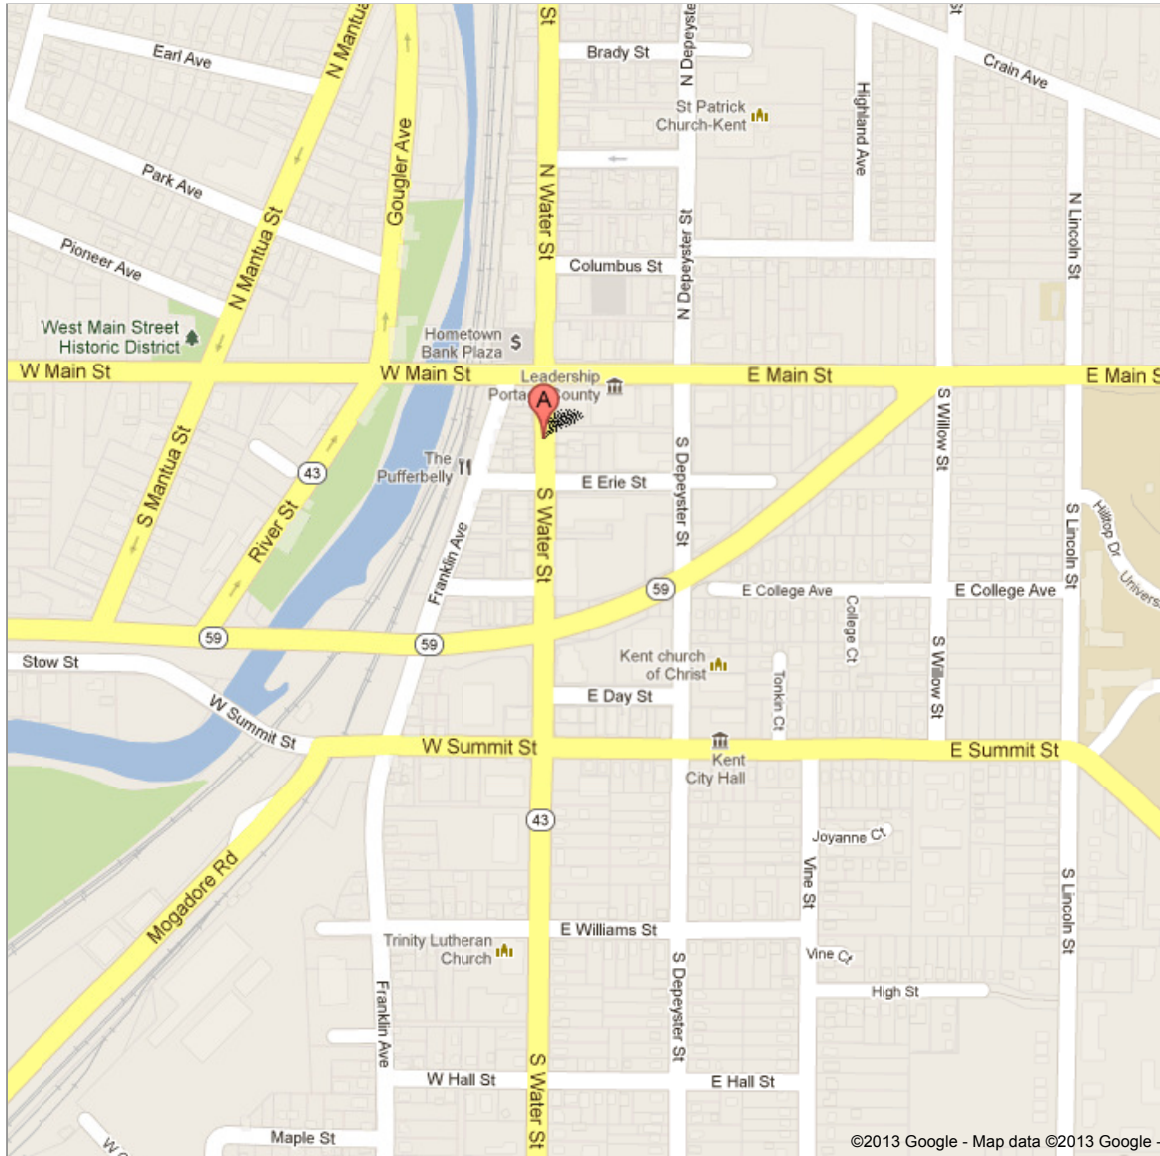 St
N Mantua St
Earl Ave
Brady St
N Depeyster
St
Crain Ave
St Patrick
Church-Kent
Highland Ave
Gougler Ave
Park Ave
N Water St
N Lincoln St
N Mantua St
Pioneer Ave
Columbus St
N Depeyster St
West Main Street
Historic District
Hometown
Bank Plaza
$
W Main St
W Main St
E Main St
E Main S
Leadership
County
A
S Willow St
S Mantua St
43
The
Pufferbelly
E Erie St
S Depeyster St
River St
S Water St
S Lincoln St
Hilltop Dr
Franklin Ave
59
E College Ave
E College Ave
Universi
College Ct
59
59
Stow St
Kent church
of Christ
Tonkin Ct
S Willow St
E Day St
W Summit St
W Summit St
E Summit St
Kent
City Hall
43
Joyanne Ct
Mogadore Rd
Vine St
S Lincoln St
E Williams St
Trinity Lutheran
Church
Vine Ct
S Depeyster St
High St
Franklin Ave
S Water St
W Hall St
E Hall St
Maple St
©2013 Google - Map data ©2013 Google -